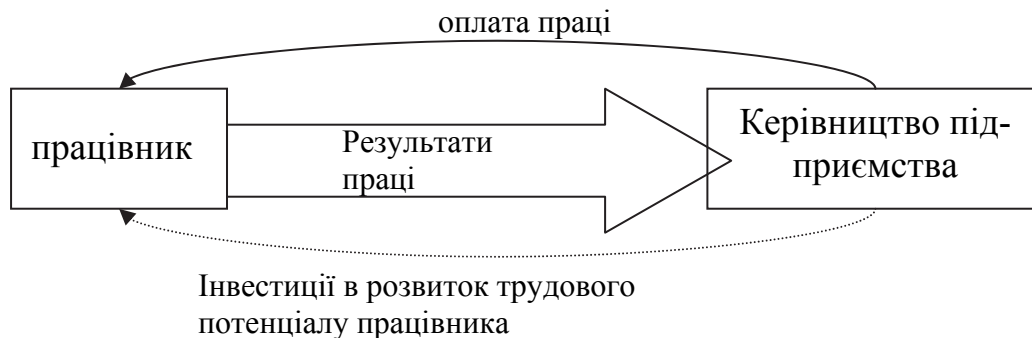 оплата праці
працівник
Результати
праці
Керівництво під-
приємства
Інвестиції в розвиток трудового
потенціалу працівника